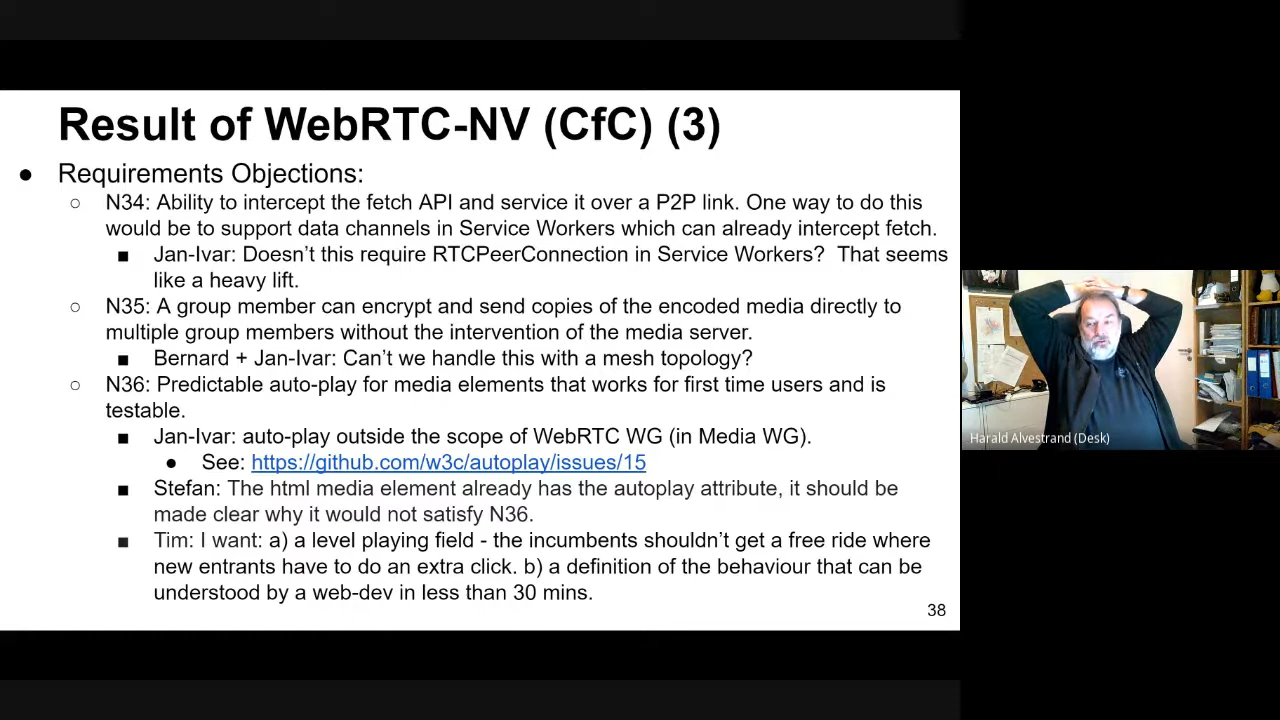 Result of WebRTC-NV (CfC) (3)
● Requirements Objections:
○ N34: Ability to intercept the fetch API and service it over a P2P link. One way to do this
would be to support data channels in Service Workers which can already intercept fetch.
■ Jan-Ivar: Doesn’t this require RTCPeerConnection in Service Workers?  That seems
like a heavy lift.
○ N35: A group member can encrypt and send copies of the encoded media directly to
multiple group members without the intervention of the media server.
■ Bernard + Jan-Ivar: Can’t we handle this with a mesh topology?
○ N36: Predictable auto-play for media elements that works for first time users and is
testable.
■ Jan-Ivar: auto-play outside the scope of WebRTC WG (in Media WG).
● See: https://github.com/w3c/autoplay/issues/15
■ Stefan: The html media element already has the autoplay attribute, it should be
made clear why it would not satisfy N36.
■ Tim: I want: a) a level playing field - the incumbents shouldn’t get a free ride where
new entrants have to do an extra click. b) a definition of the behaviour that can be
understood by a web-dev in less than 30 mins.
38
Harald Alvestrand (Desk)